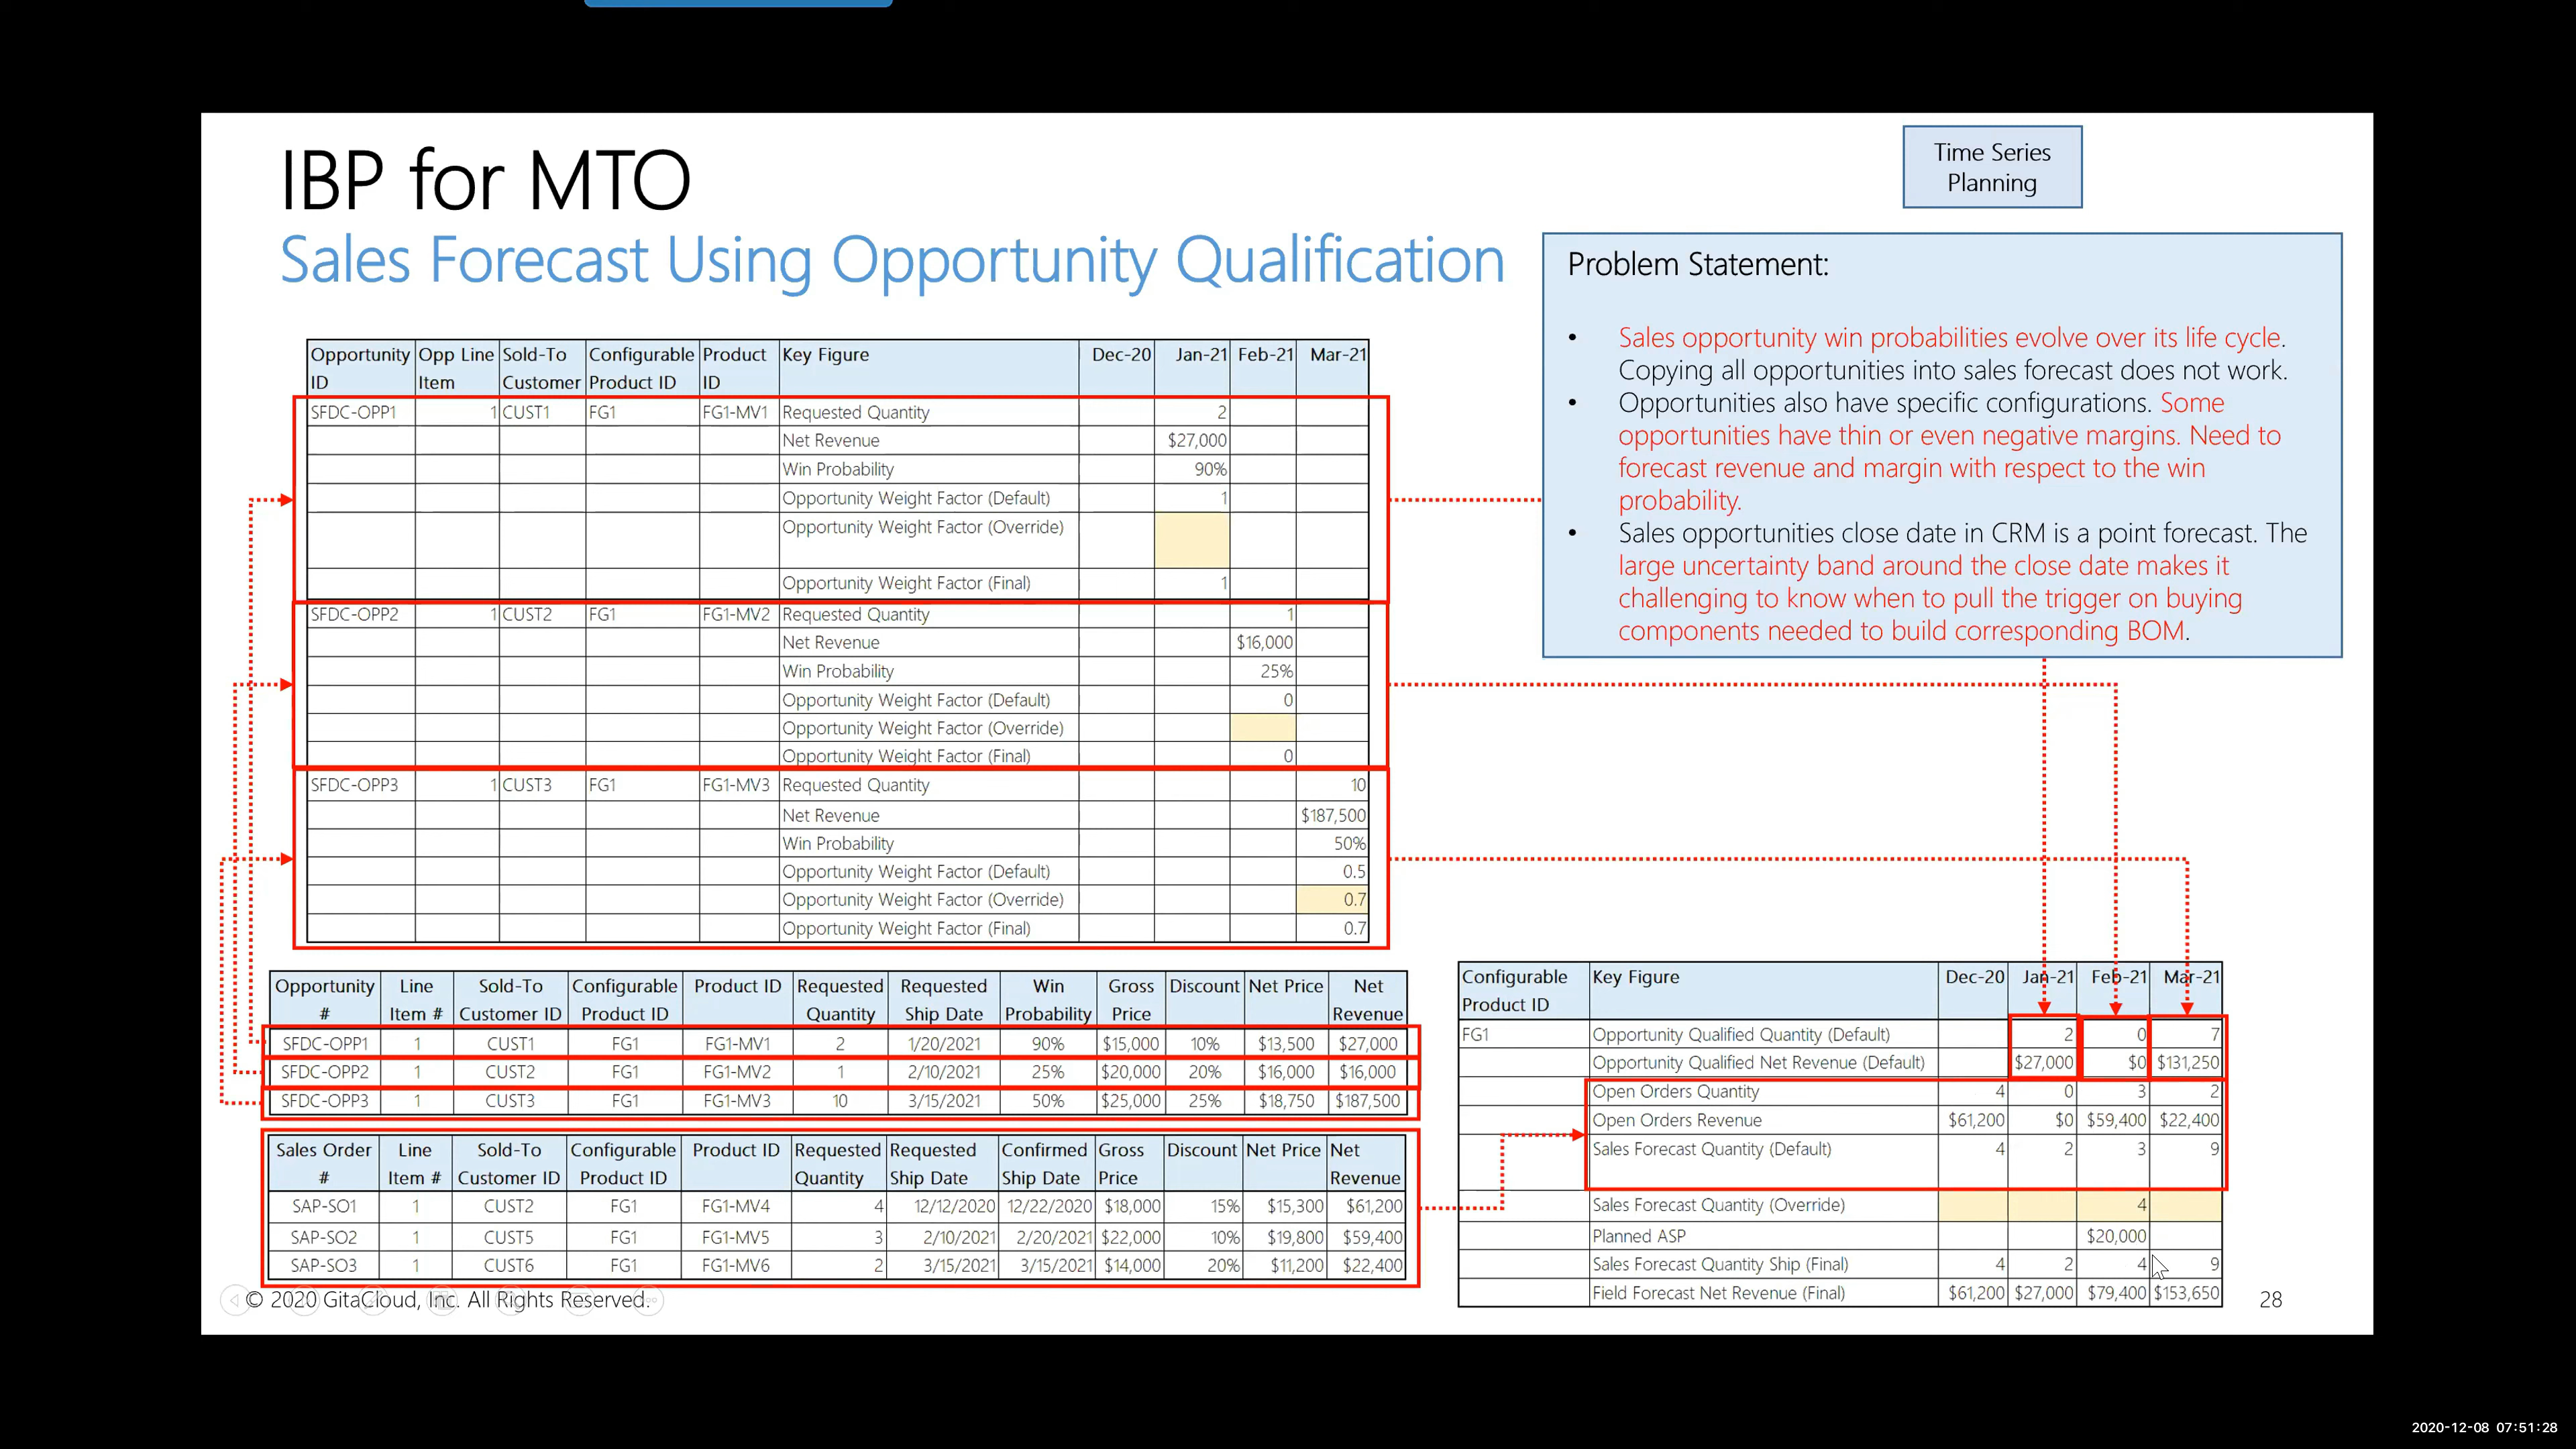 IBP for MTO
Sales Forecast Using Opportunity Qualification
Time Series
Planning
Problem Statement:
• Sales opportunity win probabilities evolve over its life cycle.
Copying all opportunities into sales forecast does not work.
• Opportunities also have specific configurations. Some
opportunities have thin or even negative margins. Need to
forecast revenue and margin with respect to the win
probability.
• Sales opportunities close date in CRM is a point forecast. The
large uncertainty band around the close date makes it
challenging to know when to pull the trigger on buying
components needed to build corresponding BOM.
Opportunity Opp Line Sold-To Configurable Product Key Figure Dec-20 Jan-21 Feb-21 Mar-21
ID Item Customer Product ID ID
SFDC-OPP1 1 CUST1 FG1 FG1-MV1 Requested Quantity 2
Net Revenue $27,000
Win Probability 90%
Opportunity Weight Factor (Default) 1
Opportunity Weight Factor (Override)
Opportunity Weight Factor (Final) 1
SFDC-OPP2 1 CUST2 FG1 FG1-MV2 Requested Quantity 1
Net Revenue $16,000
Win Probability 25%
Opportunity Weight Factor (Default) 0
Opportunity Weight Factor (Override)
Opportunity Weight Factor (Final) 0
SFDC-OPP3 1 CUST3 FG1 FG1-MV3 Requested Quantity 10
Net Revenue $187,500
Win Probability 50%
Opportunity Weight Factor (Default) 0.5
Opportunity Weight Factor (Override) 0.7
Opportunity Weight Factor (Final) 0.7
Opportunity Line Sold-To Configurable Product ID Requested Requested Win Gross Discount Net Price Net
# Item # Customer ID Product ID Quantity Ship Date Probability Price Revenue
SFDC-OPP1 1 CUST1 FG1 FG1-MV1 2 1/20/2021 90% $15,000 10% $13,500 $27,000
SFDC-OPP2 1 CUST2 FG1 FG1-MV2 1 2/10/2021 25% $20,000 20% $16,000 $16,000
SFDC-OPP3 1 CUST3 FG1 FG1-MV3 10 3/15/2021 50% $25,000 25% $18,750 $187,500
Sales Order Line Sold-To Configurable Product ID Requested Requested Confirmed Gross Discount Net Price Net
# Item # Customer ID Product ID Quantity Ship Date Ship Date Price Revenue
SAP-SO1 1 CUST2 FG1 FG1-MV4 4 12/12/2020 12/22/2020 $18,000 15% $15,300 $61,200
SAP-SO2 1 CUST5 FG1 FG1-MV5 3 2/10/2021 2/20/2021 $22,000 10% $19,800 $59,400
SAP-SO3 1 CUST6 FG1 FG1-MV6 2 3/15/2021 3/15/2021 $14,000 20% $11,200 $22,400
Configurable Key Figure Dec-20 Jan-21 Feb-21 Mar-21
Product ID
FG1 Opportunity Qualified Quantity (Default) 2 0 7
Opportunity Qualified Net Revenue (Default) $27,000 $0 $131,250
Open Orders Quantity 4 0 3 2
Open Orders Revenue $61,200 $0 $59,400 $22,400
Sales Forecast Quantity (Default) 4 2 3 9
Sales Forecast Quantity (Override) 4
Planned ASP $20,000
Sales Forecast Quantity Ship (Final) 4 2 4 9
Field Forecast Net Revenue (Final) $61,200 $27,000 $79,400 $153,650
© 2020 GitaCloud, Inc. All Rights Reserved.
28
2020-12-08 07:51:28